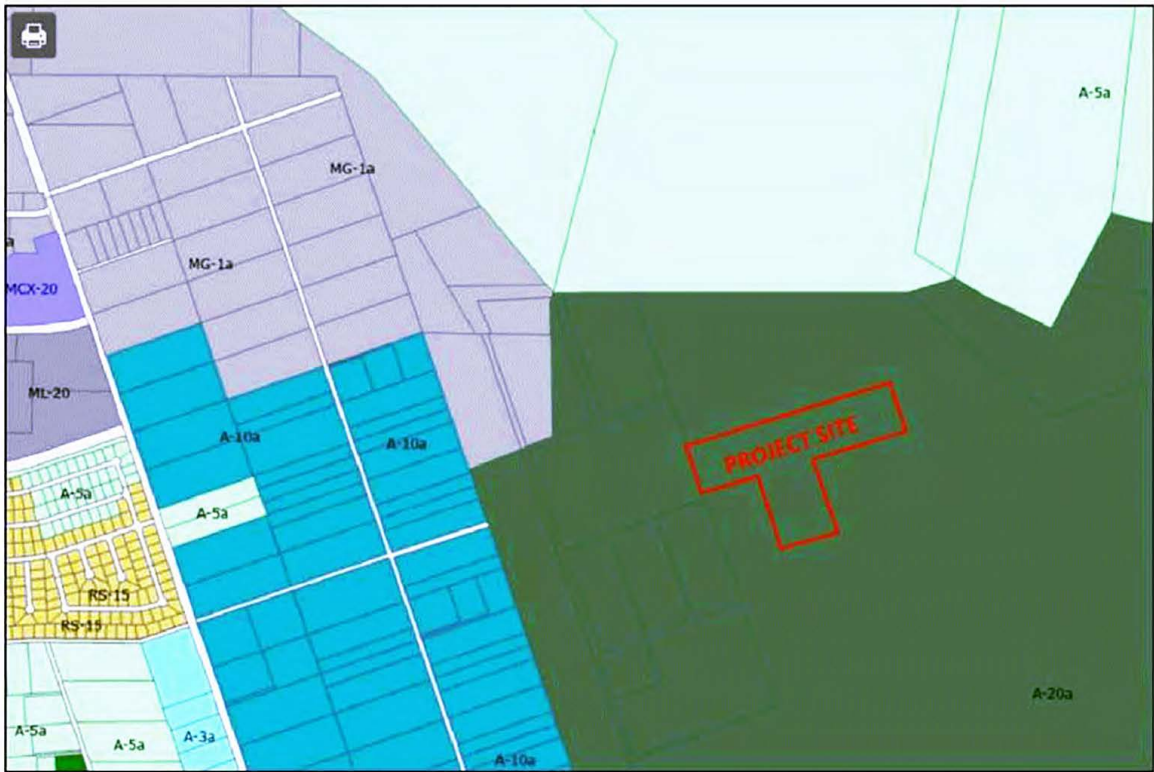 A-5a
MG-1a
a
MG-1a
MCX-20
ML-20
A-10a
A-10a
PROJECT SITE
A-5a
A-5a
RS-15
RS-15
A-20a
A-5a
A-3a
A-5a
A-10a